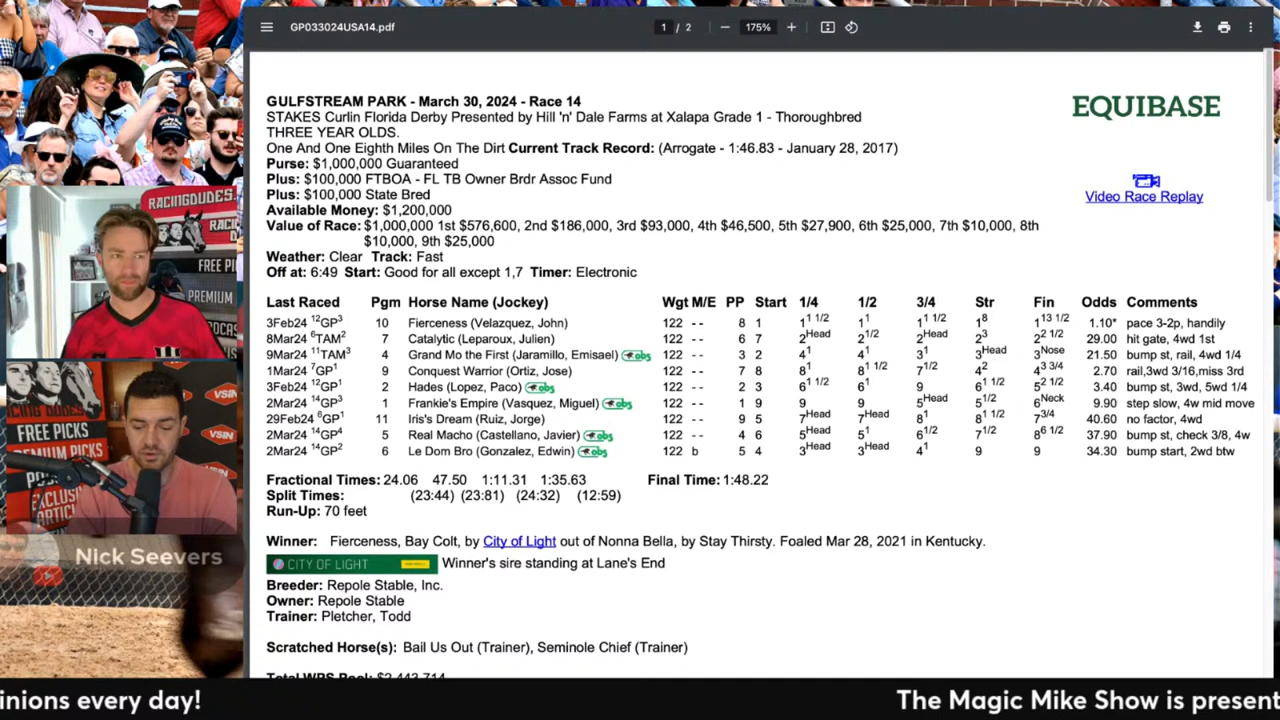 GP033024USA14.pdf
1 / 2
175%
GULFSTREAM PARK - March 30, 2024 - Race 14
STAKES Curlin Florida Derby Presented by Hill 'n' Dale Farms at Xalapa Grade 1 - Thoroughbred
THREE YEAR OLDS.
One And One Eighth Miles On The Dirt Current Track Record: (Arrogate - 1:46.83 - January 28, 2017)
Purse: $1,000,000 Guaranteed
Plus: $100,000 FTBOA - FL TB Owner Brdr Assoc Fund
Plus: $100,000 State Bred
Available Money: $1,200,000
Value of Race: $1,000,000 1st $576,600, 2nd $186,000, 3rd $93,000, 4th $46,500, 5th $27,900, 6th $25,000, 7th $10,000, 8th
$10,000, 9th $25,000
Weather: Clear Track: Fast
Off at: 6:49 Start: Good for all except 1,7 Timer: Electronic
EQUIBASE
Video Race Replay
Last Raced Pgm Horse Name (Jockey) Wgt M/E PP Start 1/4 1/2 3/4 Str Fin Odds Comments
3Feb24 12GP3 10 Fierceness (Velazquez, John) 122 - - 8 1 1 1 1/2 1 1 1 1 1/2 1 8 1 13 1/2 1.10* pace 3-2p, handily
8Mar24 6TAM2 7 Catalytic (Leparoux, Julien) 122 - - 6 7 2 Head 2 1/2 2 Head 2 3 2 2 1/2 29.00 hit gate, 4wd 1st
9Mar24 11TAM3 4 Grand Mo the First (Jaramillo, Emisael) obs 122 - - 3 2 4 1 4 1 3 1 3 Head 3 Nose 21.50 bump st, rail, 4wd 1/4
1Mar24 7GP1 9 Conquest Warrior (Ortiz, Jose) 122 - - 7 8 8 1 8 1 1/2 7 1/2 4 2 4 3 3/4 2.70 rail,3wd 3/16,miss 3rd
3Feb24 12GP1 2 Hades (Lopez, Paco) obs 122 - - 2 3 6 1 1/2 6 1 9 6 1 1/2 5 2 1/2 3.40 bump st, 3wd, 5wd 1/4
2Mar24 14GP3 1 Frankie's Empire (Vasquez, Miguel) obs 122 - - 1 9 9 9 5 Head 5 1/2 6 Neck 9.90 step slow, 4w mid move
29Feb24 6GP1 11 Iris's Dream (Ruiz, Jorge) 122 - - 9 5 7 Head 7 Head 8 1 8 1 1/2 7 3/4 40.60 no factor, 4wd
2Mar24 14GP4 5 Real Macho (Castellano, Javier) obs 122 - - 4 6 5 Head 5 1 6 1/2 7 1/2 8 6 1/2 37.90 bump st, check 3/8, 4w
2Mar24 14GP2 6 Le Dom Bro (Gonzalez, Edwin) obs 122 b 5 4 3 Head 3 Head 4 1 9 9 34.30 bump start, 2wd btw
Fractional Times: 24.06 47.50 1:11.31 1:35.63 Final Time: 1:48.22
Split Times: (23:44) (23:81) (24:32) (12:59)
Run-Up: 70 feet
Winner: Fierceness, Bay Colt, by City of Light out of Nonna Bella, by Stay Thirsty. Foaled Mar 28, 2021 in Kentucky.
CITY OF LIGHT Winner's sire standing at Lane's End
Breeder: Repole Stable, Inc.
Owner: Repole Stable
Trainer: Pletcher, Todd
Scratched Horse(s): Bail Us Out (Trainer), Seminole Chief (Trainer)
Total WPS Pool: $2,443,714
RACINGDUDES.
FREE PI
PREMIUM
FREE PICKS
VSiN
Nick Seevers
inions every day!
The Magic Mike Show is present